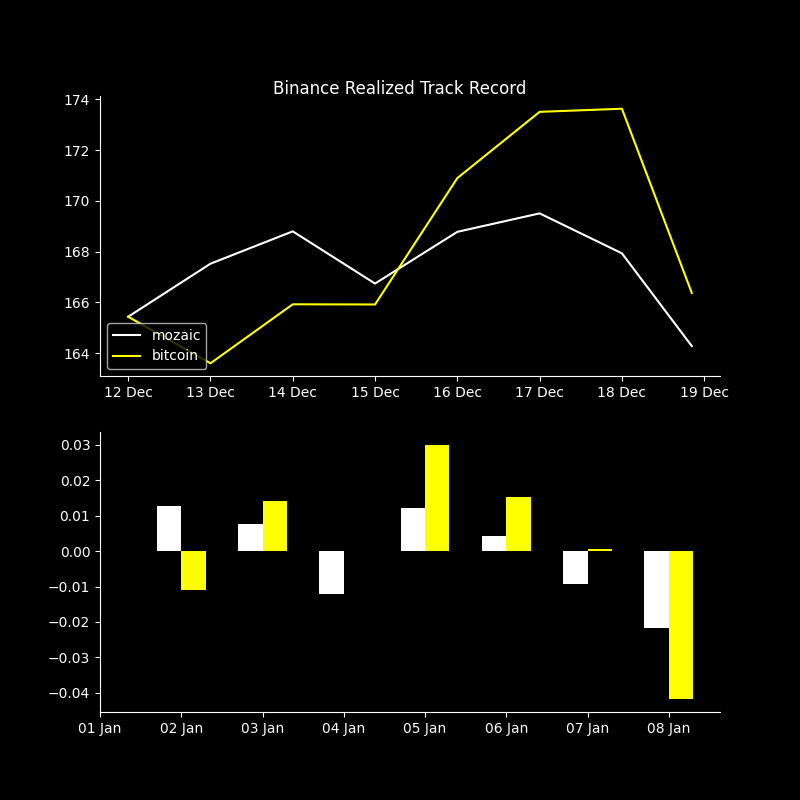 Binance Realized Track Record
174
172
170
168
166
164
mozaic
bitcoin
12 Dec 13 Dec 14 Dec 15 Dec 16 Dec 17 Dec 18 Dec 19 Dec
0.03
0.02
0.01
0.00
−0.01
−0.02
−0.03
−0.04
01 Jan 02 Jan 03 Jan 04 Jan 05 Jan 06 Jan 07 Jan 08 Jan